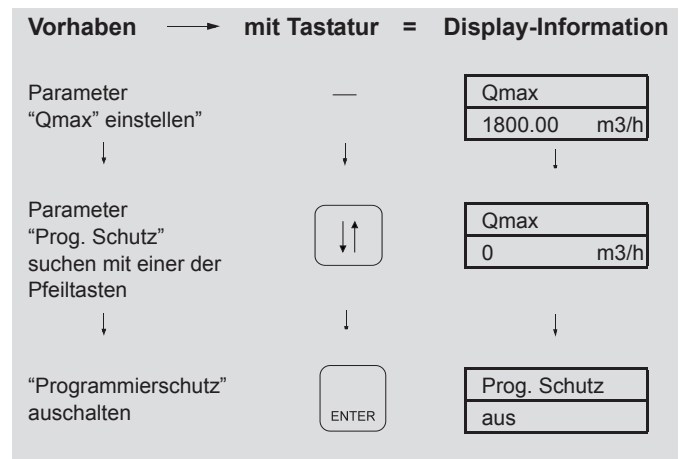 Vorhaben → mit Tastatur = Display-Information
Parameter
“Qmax” einstellen”
—
Qmax
1800.00 m3/h
Parameter
“Prog. Schutz”
suchen mit einer der
Pfeiltasten
Qmax
0 m3/h
“Programmierschutz”
auschalten
ENTER
Prog. Schutz
aus